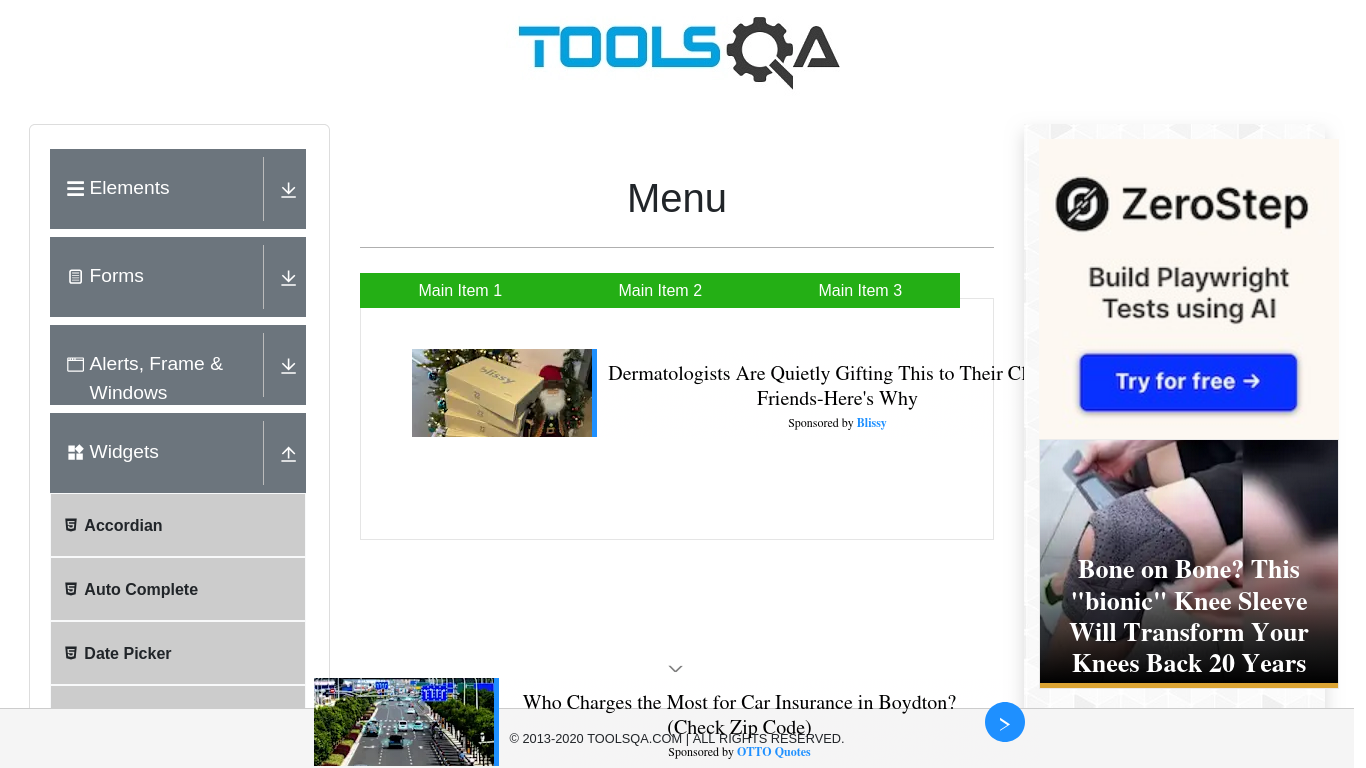 TOOLSQA
Elements
Forms
Alerts, Frame &
Windows
Widgets
Accordian
Auto Complete
Date Picker
Menu
Main Item 1
Main Item 2
Main Item 3
blissy
Dermatologists Are Quietly Gifting This to Their
Friends-Here's Why
Sponsored by Blissy
ZeroStep
Build Playwright
Tests using AI
Try for free →
Bone on Bone? This
"bionic" Knee Sleeve
Will Transform Your
Knees Back 20 Years
Who Charges the Most for Car Insurance in Boydton?
(Check Zip Code)
© 2013-2020 TOOLSQA.COM | ALL RIGHTS RESERVED.
Sponsored by OTTO Quotes